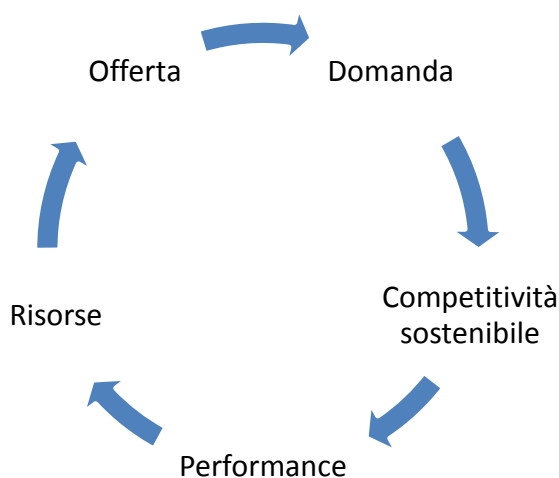 Offerta
Domanda
Competitività
sostenibile
Performance
Risorse